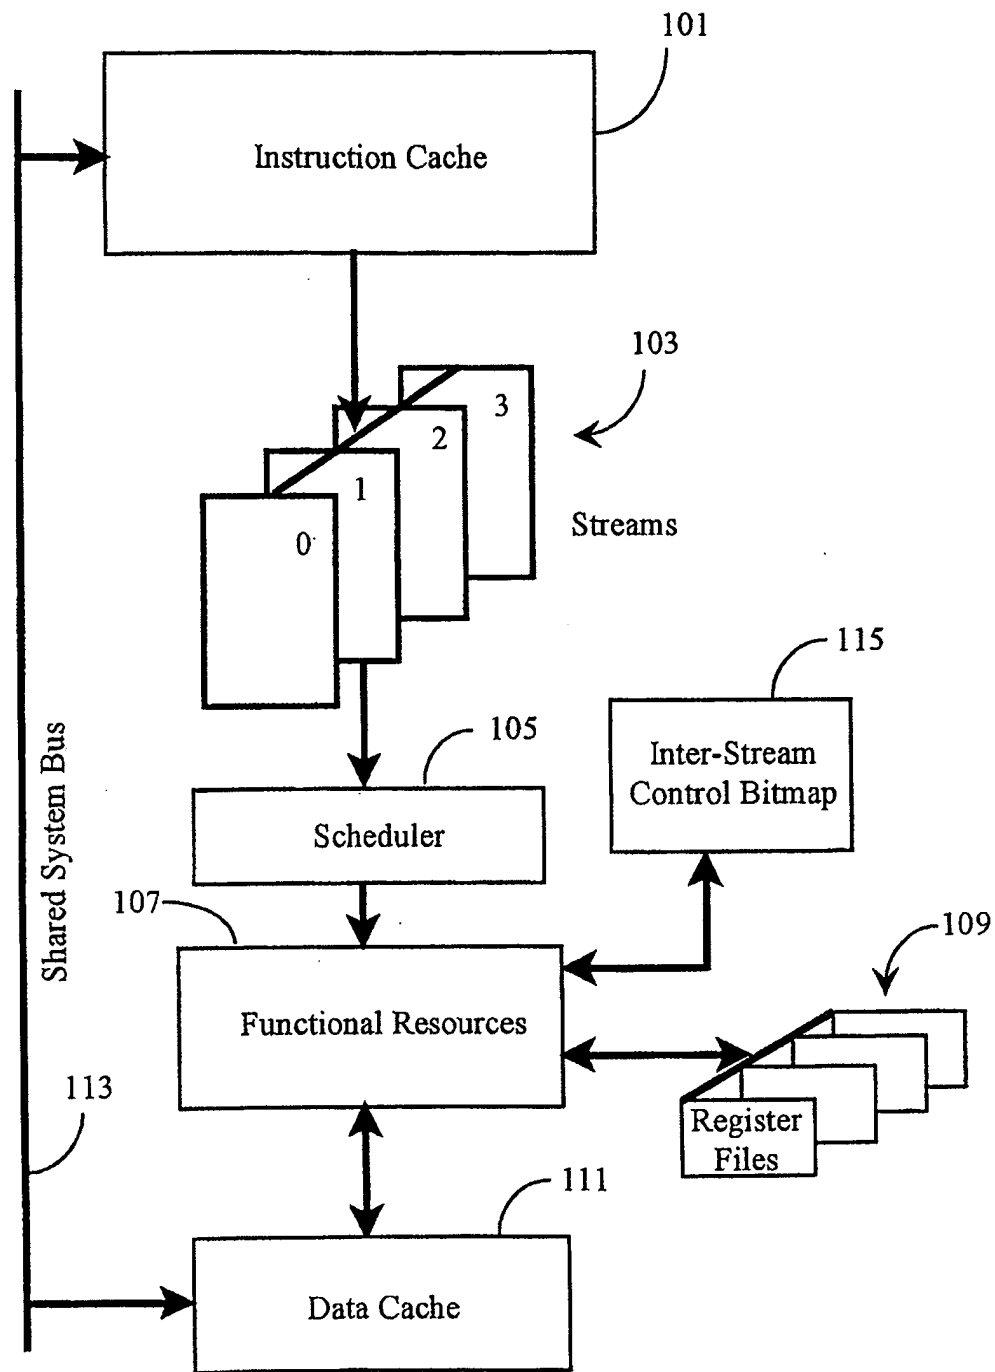 101
Instruction Cache
103
3
2
1
0
Streams
115
Inter-Stream
Control Bitmap
105
Scheduler
Shared System Bus
107
Functional Resources
109
Register
Files
113
111
Data Cache